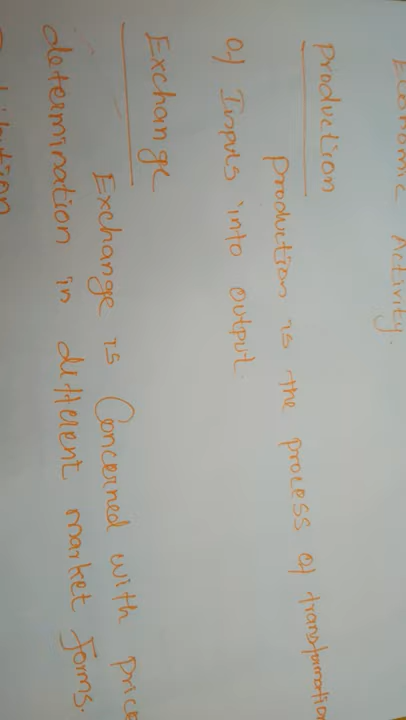 Economic Activity.
Production
Production is the process of transformation
of Inputs into output.
Exchange
Exchange is Concerned with price
determination in different market forms.